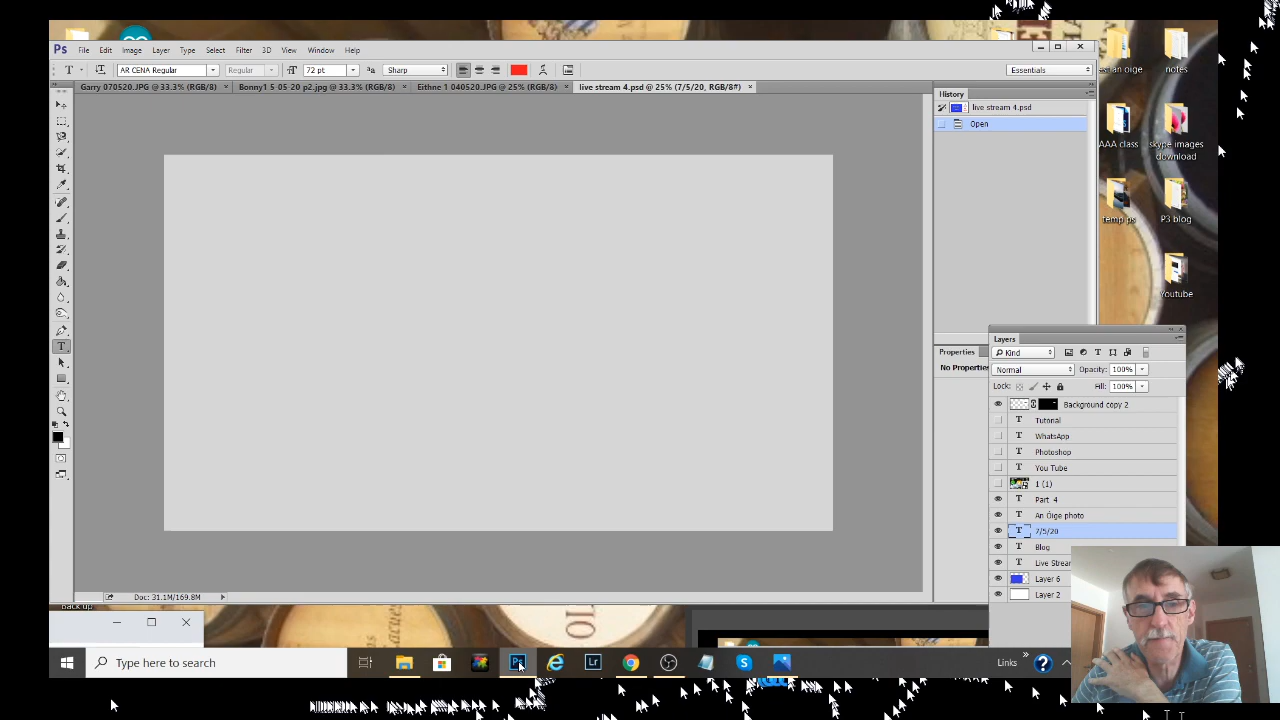 Ps File Edit Image Layer Type Select Filter 3D View Window Help
T AR CENA Regular Regular 72 pt Sharp Essentials
Garry 070520.JPG @ 33.3% (RGB/8) Bonny1 5-05-20 p2.jpg @ 33.3% (RGB/8) Eithne 1 040520.JPG @ 25% (RGB/8) live stream 4.psd @ 25% (7/5/20, RGB/8#)
History
live stream 4.psd
Open
notes
AAA class
skype images download
temp ps
P3 blog
Youtube
Layers
Kind
Properties
No Properties
Normal Opacity: 100%
Lock: Fill: 100%
Background copy 2
T Tutorial
T WhatsApp
T Photoshop
T You Tube
1 (1)
T Part 4
T An Óige photo
T 7/5/20
T Blog
T Live Strea
Layer 6
Layer 2
Doc: 31.1M/169.8M
Back up
Type here to search
Ps Lr Links